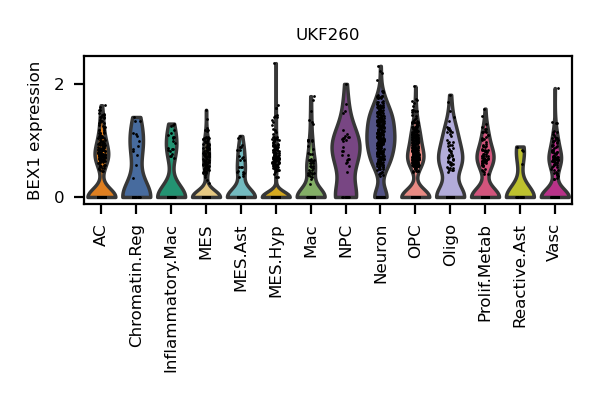 UKF260
BEX1 expression
2
0
AC
Chromatin.Reg
Inflammatory.Mac
MES
MES.Ast
MES.Hyp
Mac
NPC
Neuron
OPC
Oligo
Prolif.Metab
Reactive.Ast
Vasc